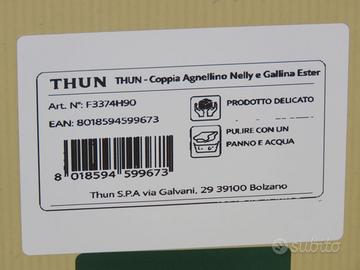 THUN THUN - Coppia Agnellino Nelly e Gallina Ester
Art. N°: F3374H90
EAN: 8018594599673
PRODOTTO DELICATO
PULIRE CON UN
PANNO E ACQUA
8 018594 599673
Thun S.P.A via Galvani, 29 39100 Bolzano
subito